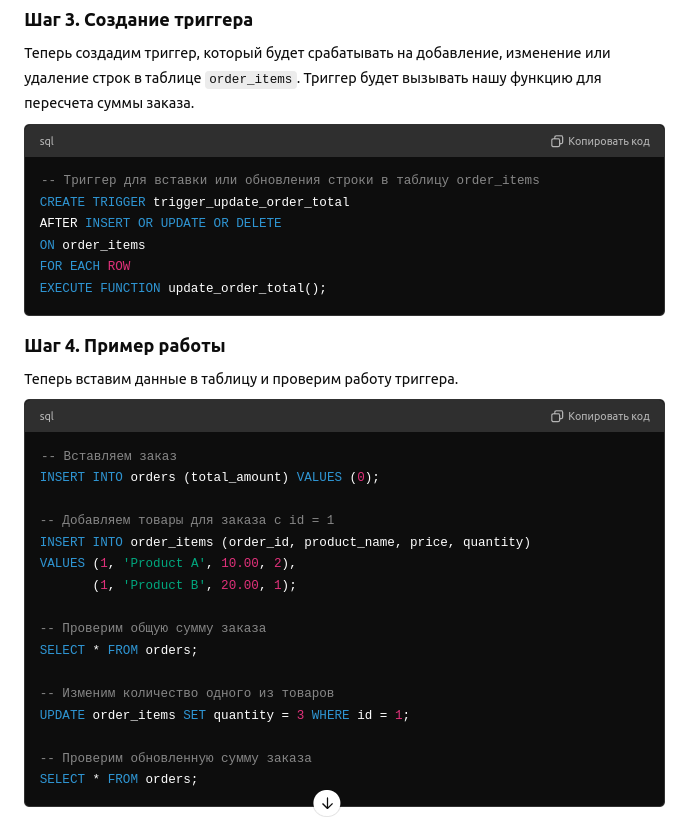 Шаг 3. Создание триггера
Теперь создадим триггер, который будет срабатывать на добавление, изменение или
удаление строк в таблице order_items. Триггер будет вызывать нашу функцию для
пересчета суммы заказа.
sql
Копировать код
-- Триггер для вставки или обновления строки в таблицу order_items
CREATE TRIGGER trigger_update_order_total
AFTER INSERT OR UPDATE OR DELETE
ON order_items
FOR EACH ROW
EXECUTE FUNCTION update_order_total();
Шаг 4. Пример работы
Теперь вставим данные в таблицу и проверим работу триггера.
sql
Копировать код
-- Вставляем заказ
INSERT INTO orders (total_amount) VALUES (0);
-- Добавляем товары для заказа с id = 1
INSERT INTO order_items (order_id, product_name, price, quantity)
VALUES (1, 'Product A', 10.00, 2),
(1, 'Product B', 20.00, 1);
-- Проверим общую сумму заказа
SELECT * FROM orders;
-- Изменим количество одного из товаров
UPDATE order_items SET quantity = 3 WHERE id = 1;
-- Проверим обновленную сумму заказа
SELECT * FROM orders;